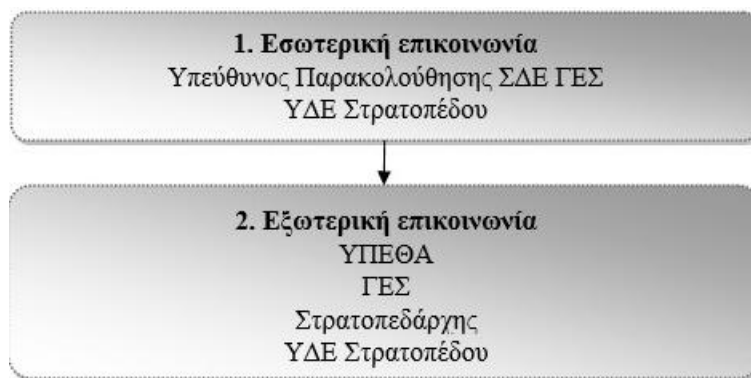 1. Εσωτερική επικοινωνία
Υπεύθυνος Παρακολούθησης ΣΔΕ ΓΕΣ
ΥΔΕ Στρατοπέδου
2. Εξωτερική επικοινωνία
ΥΠΕΘΑ
ΓΕΣ
Στρατοπεδάρχης
ΥΔΕ Στρατοπέδου